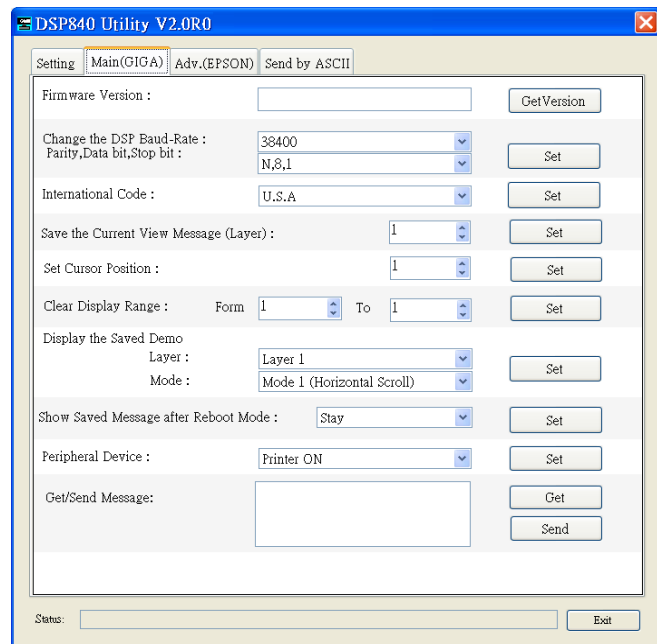 DSP840 Utility V2.0R0
Setting Main(GIGA) Adv.(EPSON) Send by ASCII
Firmware Version : GetVersion
Change the DSP Baud-Rate : 38400
Parity,Data bit,Stop bit : N,8,1 Set
International Code : U.S.A Set
Save the Current View Message (Layer) : 1 Set
Set Cursor Position : 1 Set
Clear Display Range : Form 1 To 1 Set
Display the Saved Demo
Layer : Layer 1 Set
Mode : Mode 1 (Horizontal Scroll)
Show Saved Message after Reboot Mode : Stay Set
Peripheral Device : Printer ON Set
Get/Send Message: Get
Send
Status: Exit